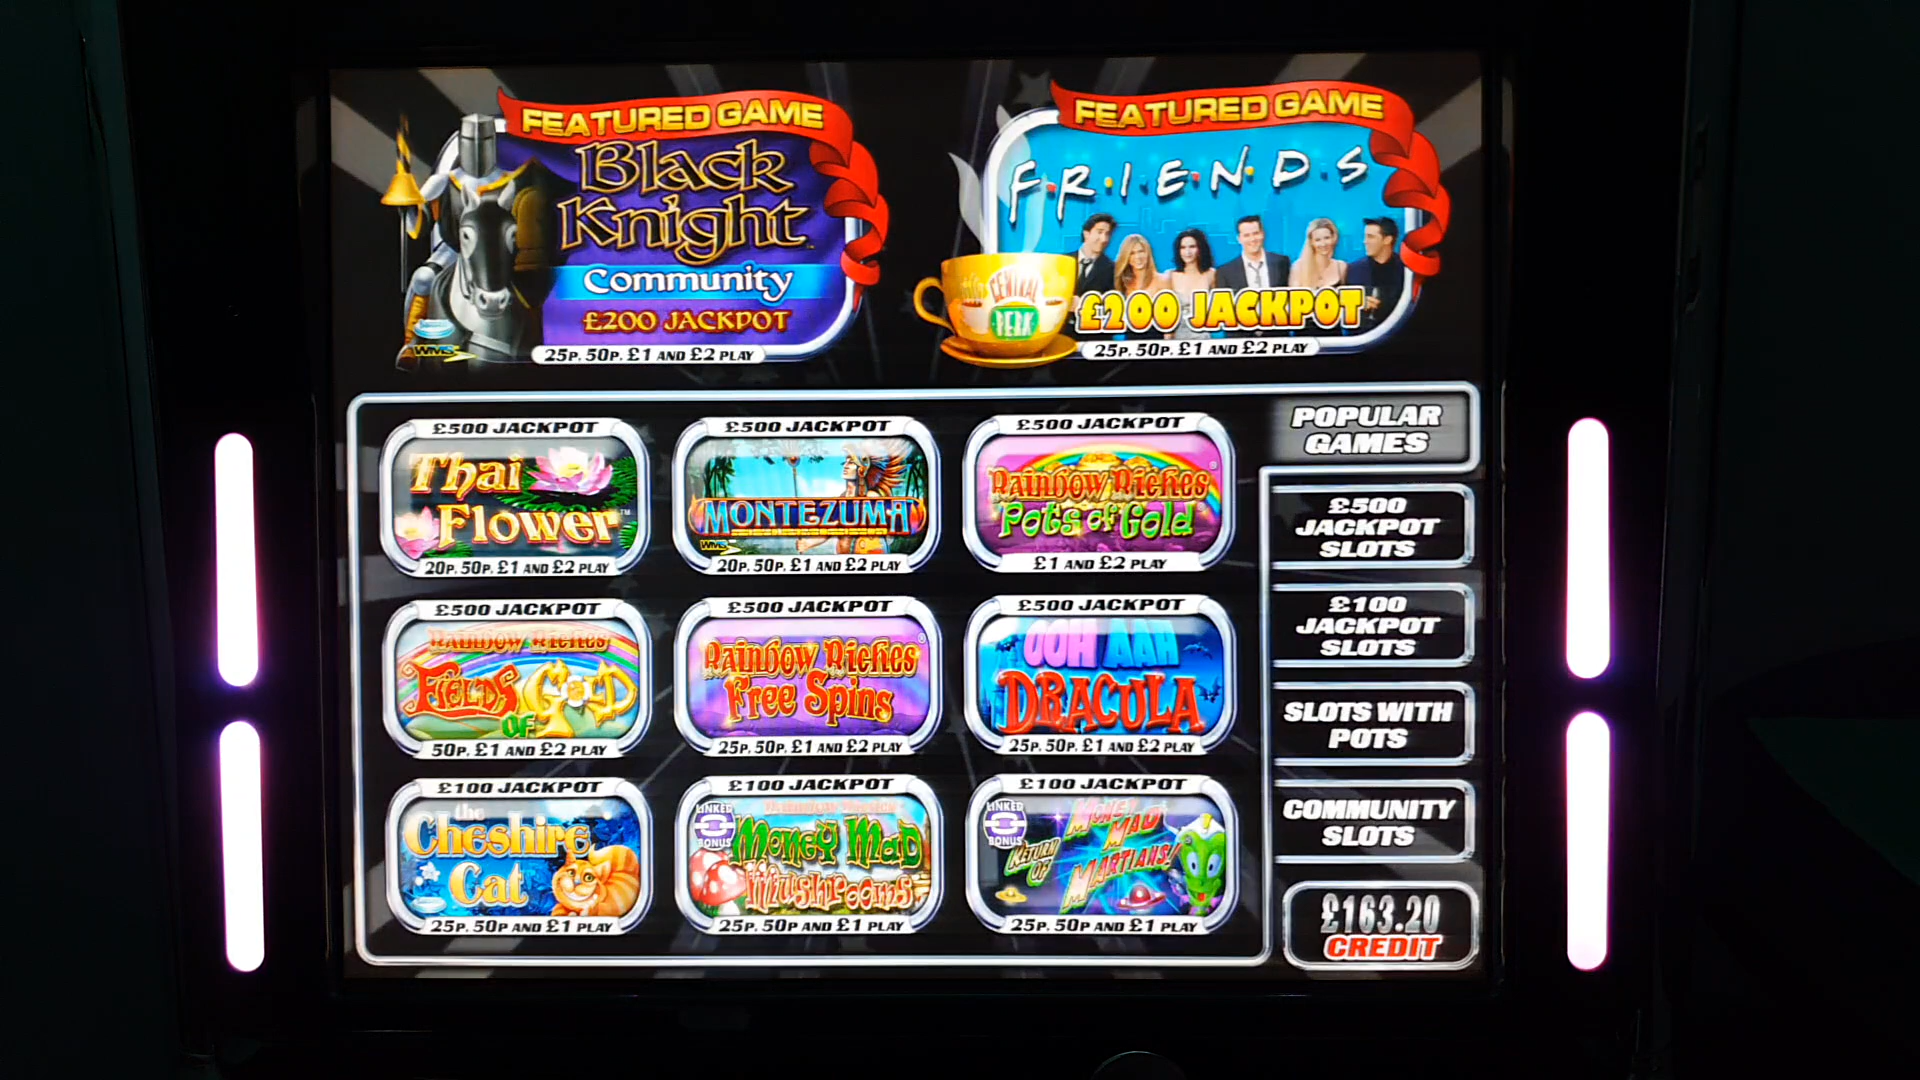 FEATURED GAME
Black
Knight
Community
£200 JACKPOT
WMS
25P, 50P, £1 AND £2 PLAY
FEATURED GAME
F·R·I·E·N·D·S
CENTRAL
PERK
£200 JACKPOT
25P, 50P, £1 AND £2 PLAY
£500 JACKPOT
Thai
Flower™
20P, 50P, £1 AND £2 PLAY
£500 JACKPOT
MONTEZUMA
WMS
20P, 50P, £1 AND £2 PLAY
£500 JACKPOT
Rainbow Riches®
Pots of Gold
£1 AND £2 PLAY
£500 JACKPOT
RAINBOW RICHES
FIELDS
OF
GOLD
50P, £1 AND £2 PLAY
£500 JACKPOT
Rainbow Riches®
Free Spins
25P, 50P, £1 AND £2 PLAY
£500 JACKPOT
OOH AAH
DRACULA
25P, 50P, £1 AND £2 PLAY
£100 JACKPOT
the
Cheshire
Cat
25P, 50P AND £1 PLAY
£100 JACKPOT
LINKED
BONUS
Rainbow Riches
Money Mad
Mushrooms
25P, 50P AND £1 PLAY
£100 JACKPOT
LINKED
BONUS
RETURN
OF
MONEY
MAD
MARTIANS!
25P, 50P AND £1 PLAY
POPULAR
GAMES
£500
JACKPOT
SLOTS
£100
JACKPOT
SLOTS
SLOTS WITH
POTS
COMMUNITY
SLOTS
£163.20
CREDIT